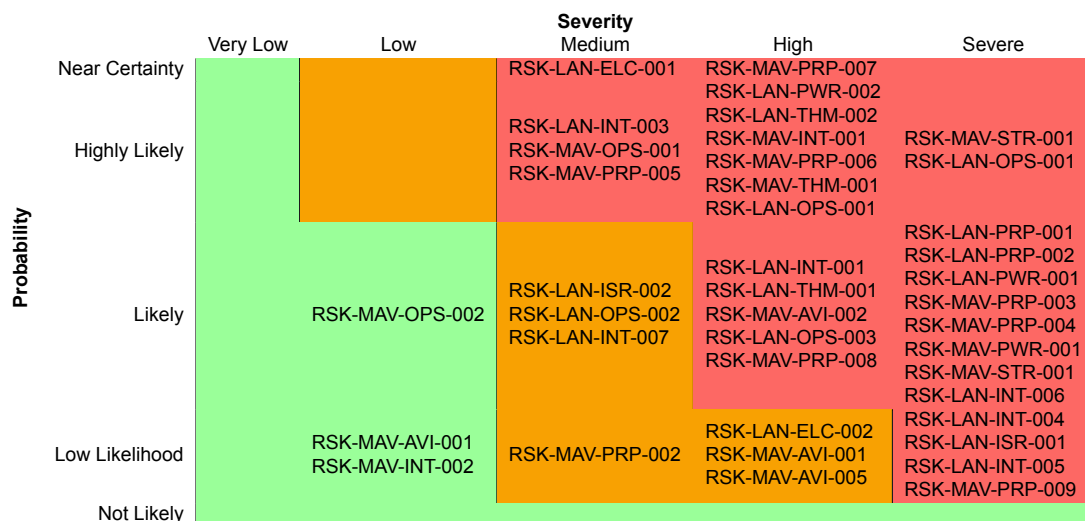 Severity
Very Low Low Medium High Severe
Probability
Near Certainty
RSK-LAN-ELC-001
RSK-MAV-PRP-007
Highly Likely
RSK-LAN-INT-003
RSK-MAV-OPS-001
RSK-MAV-PRP-005
RSK-LAN-PWR-002
RSK-LAN-THM-002
RSK-MAV-INT-001
RSK-MAV-PRP-006
RSK-MAV-THM-001
RSK-LAN-OPS-001
RSK-MAV-STR-001
RSK-LAN-OPS-001
Likely
RSK-MAV-OPS-002
RSK-LAN-ISR-002
RSK-LAN-OPS-002
RSK-LAN-INT-007
RSK-LAN-INT-001
RSK-LAN-THM-001
RSK-MAV-AVI-002
RSK-LAN-OPS-003
RSK-MAV-PRP-008
RSK-LAN-PRP-001
RSK-LAN-PRP-002
RSK-LAN-PWR-001
RSK-MAV-PRP-003
RSK-MAV-PRP-004
RSK-MAV-PWR-001
RSK-MAV-STR-001
RSK-LAN-INT-006
Low Likelihood
RSK-MAV-AVI-001
RSK-MAV-INT-002
RSK-MAV-PRP-002
RSK-LAN-ELC-002
RSK-MAV-AVI-001
RSK-MAV-AVI-005
RSK-LAN-INT-004
RSK-LAN-ISR-001
RSK-LAN-INT-005
RSK-MAV-PRP-009
Not Likely